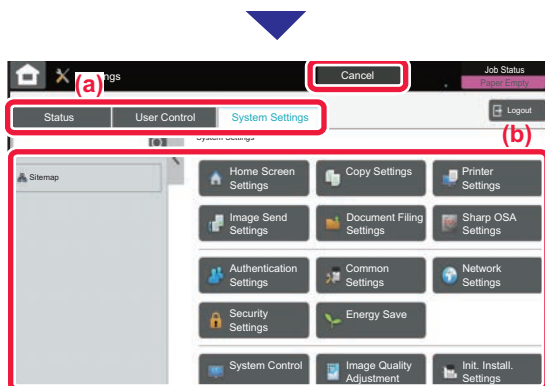 Cancel
Job Status
Paper Empty
(a)
ngs
Status
User Control
System Settings
Logout
(b)
System Settings
Sitemap
Home Screen
Settings
Copy Settings
Printer
Settings
Image Send
Settings
Document Filing
Settings
Sharp OSA
Settings
Authentication
Settings
Common
Settings
Network
Settings
Security
Settings
Energy Save
System Control
Image Quality
Adjustment
Init. Install.
Settings